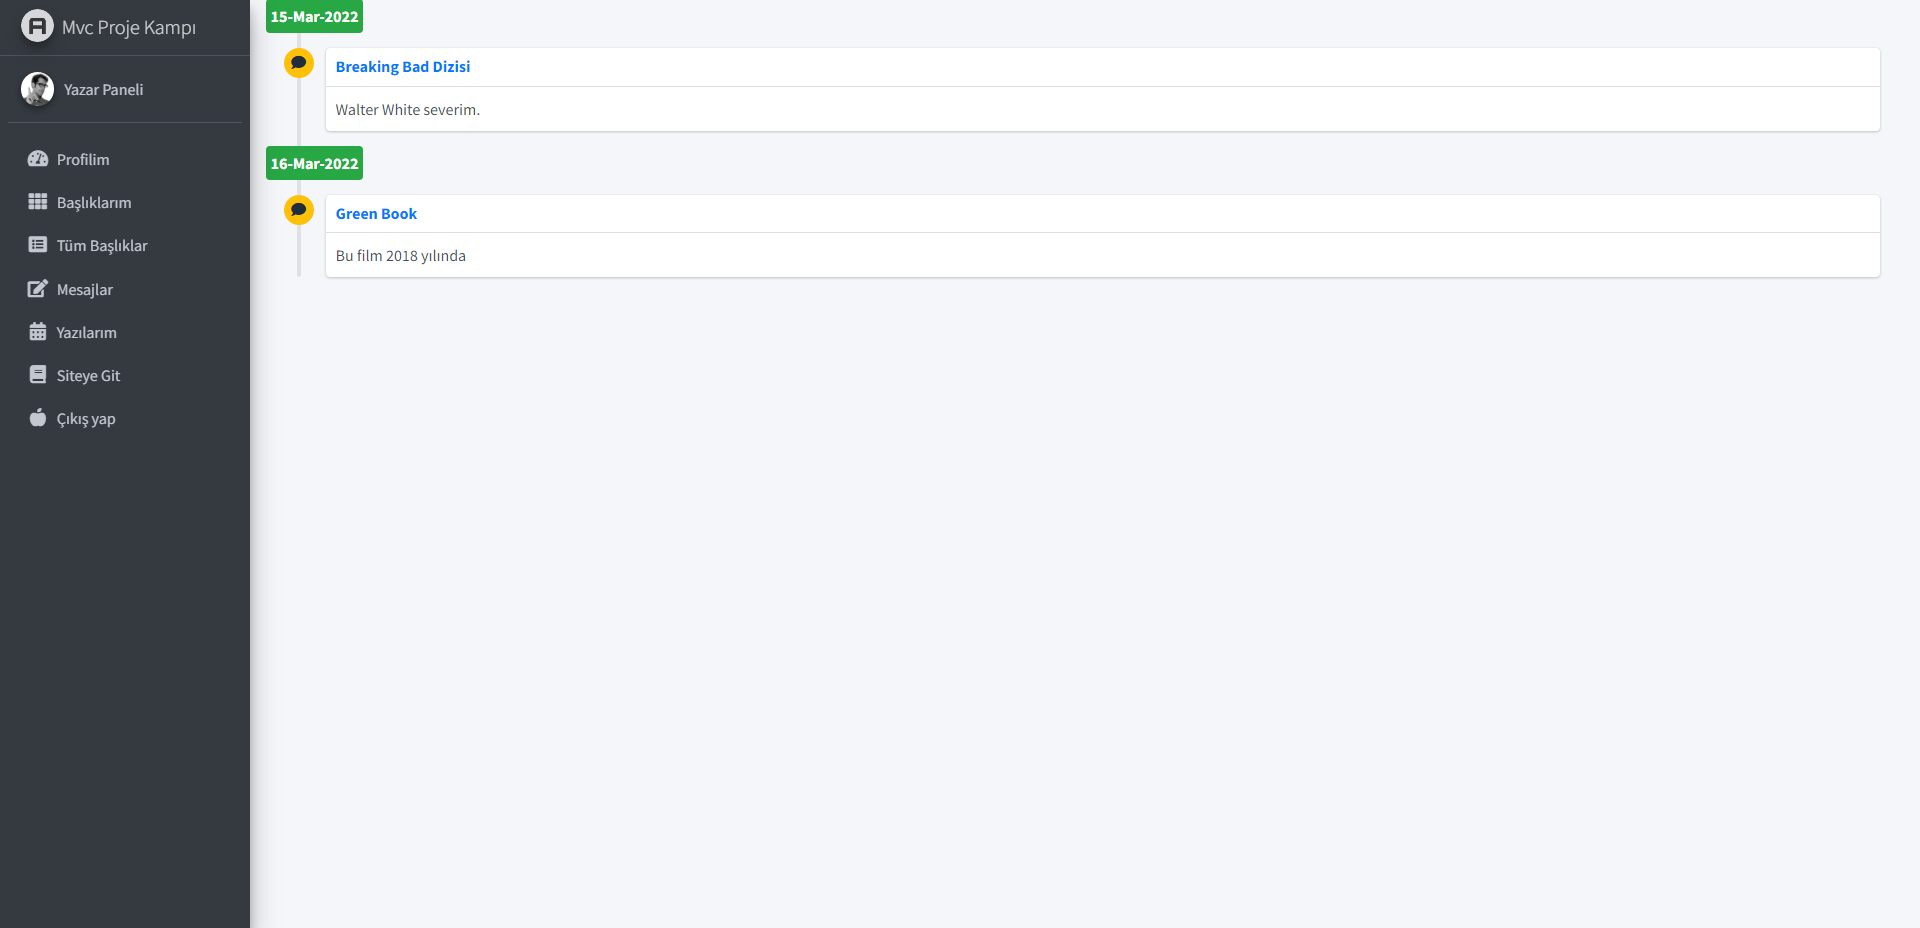 Mvc Proje Kampı
Yazar Paneli
Profilim
Başlıklarım
Tüm Başlıklar
Mesajlar
Yazılarım
Siteye Git
Çıkış yap
15-Mar-2022
Breaking Bad Dizisi
Walter White severim.
16-Mar-2022
Green Book
Bu film 2018 yılında